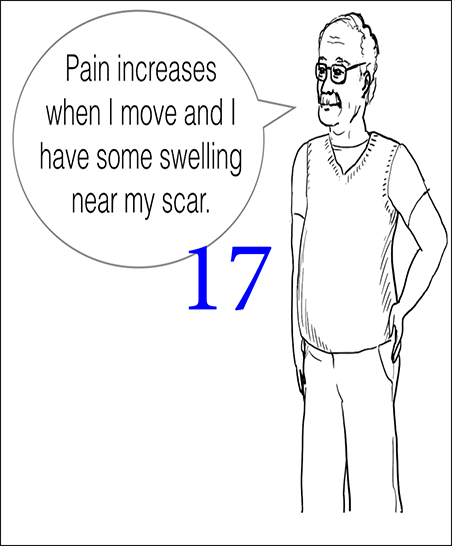 Pain increases
when I move and I
have some swelling
near my scar.
17